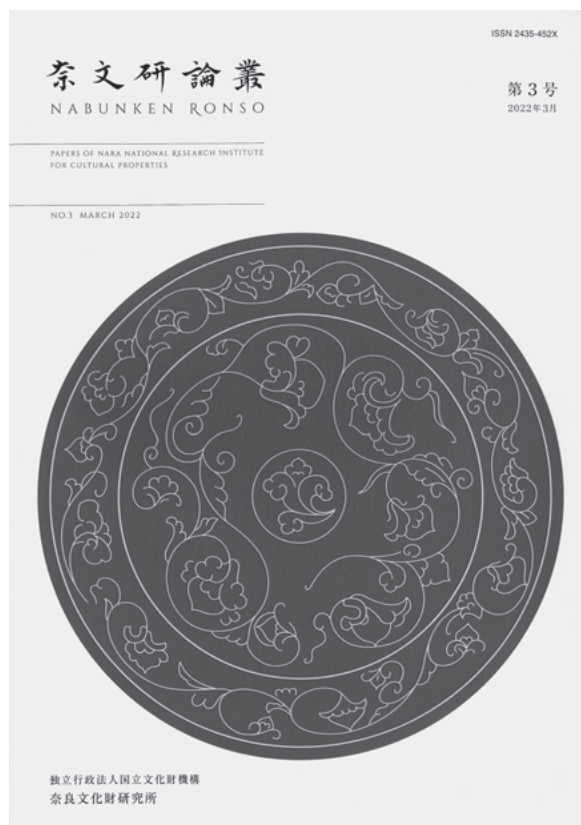 ISSN 2435-452X
奈文研論叢
NABUNKEN RONSO
第3号
2022年3月
PAPERS OF NARA NATIONAL RESEARCH INSTITUTE
FOR CULTURAL PROPERTIES
NO.3 MARCH 2022
独立行政法人国立文化財機構
奈良文化財研究所